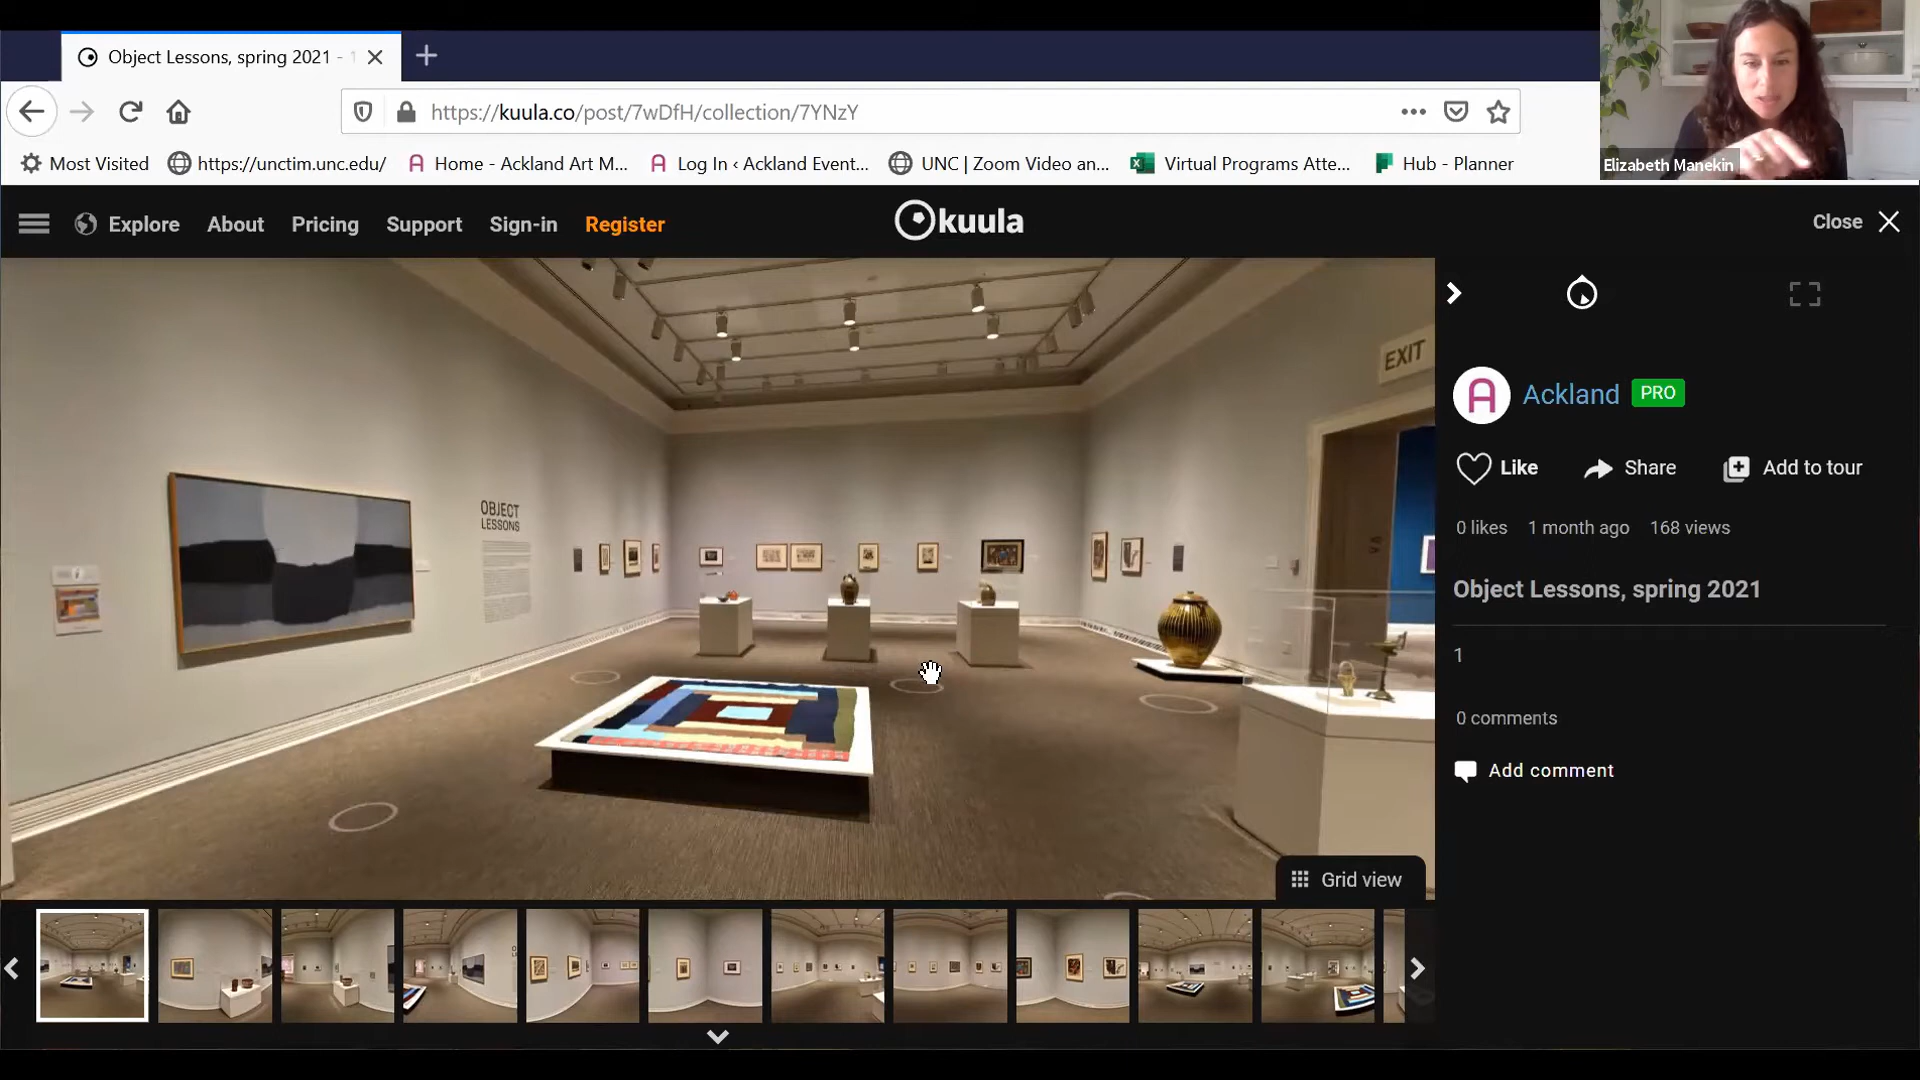 Object Lessons, spring 2021 - 1
https://kuula.co/post/7wDfH/collection/7YNzY
Most Visited
https://unctim.unc.edu/
Home - Ackland Art M...
Log In ‹ Ackland Event...
UNC | Zoom Video an...
Virtual Programs Atte...
Hub - Planner
Elizabeth Manekin
Explore
About
Pricing
Support
Sign-in
Register
kuula
Close
EXIT
OBJECT
LESSONS
A
Ackland
PRO
Like
Share
Add to tour
0 likes
1 month ago
168 views
Object Lessons, spring 2021
1
0 comments
Add comment
Grid view